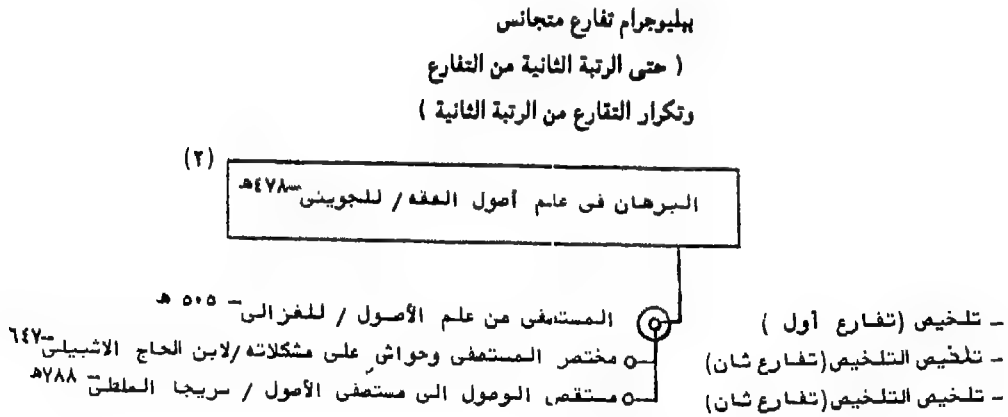 ببليوجرام تفارع متجانس
( حتى الرتبة الثانية من التفارع
وتكرار التفارع من الرتبة الثانية )
(٢)
البرهان فى علم أصول الفقه / للجوينى ـ ٤٧٨هـ
ـ تلخيص (تفارع أول ) المستصفى من علم الأصول / للغزالى ـ ٥٠٥ هـ
ـ تلخيص التلخيص(تفارع ثان) مختصر المستصفى وحواش على مشكلاته /لابن الحاج الاشبيلى ـ ٦٤٧
ـ تلخيص التلخيص(تفارع ثان) مستقصى الوصول الى مستصفى الأصول / سريجا الملطى ـ ٧٨٨هـ